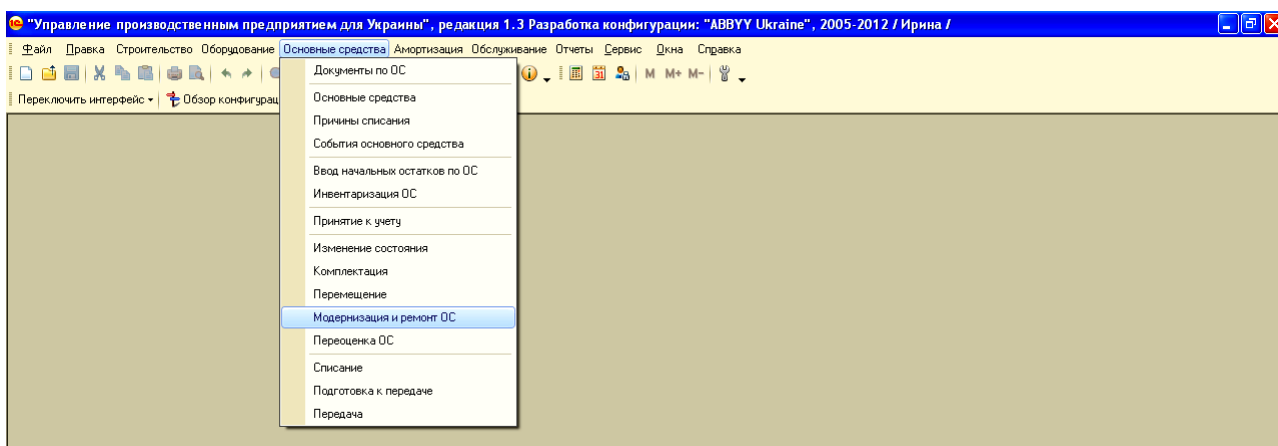 "Управление производственным предприятием для Украины", редакция 1.3 Разработка конфигурации: "ABBYY Ukraine", 2005-2012 / Ирина /
Файл Правка Строительство Оборудование Основные средства Амортизация Обслуживание Отчеты Сервис Окна Справка
M M+ M-
Переключить интерфейс Обзор конфигурац
Документы по ОС
Основные средства
Причины списания
События основного средства
Ввод начальных остатков по ОС
Инвентаризация ОС
Принятие к учету
Изменение состояния
Комплектация
Перемещение
Модернизация и ремонт ОС
Переоценка ОС
Списание
Подготовка к передаче
Передача